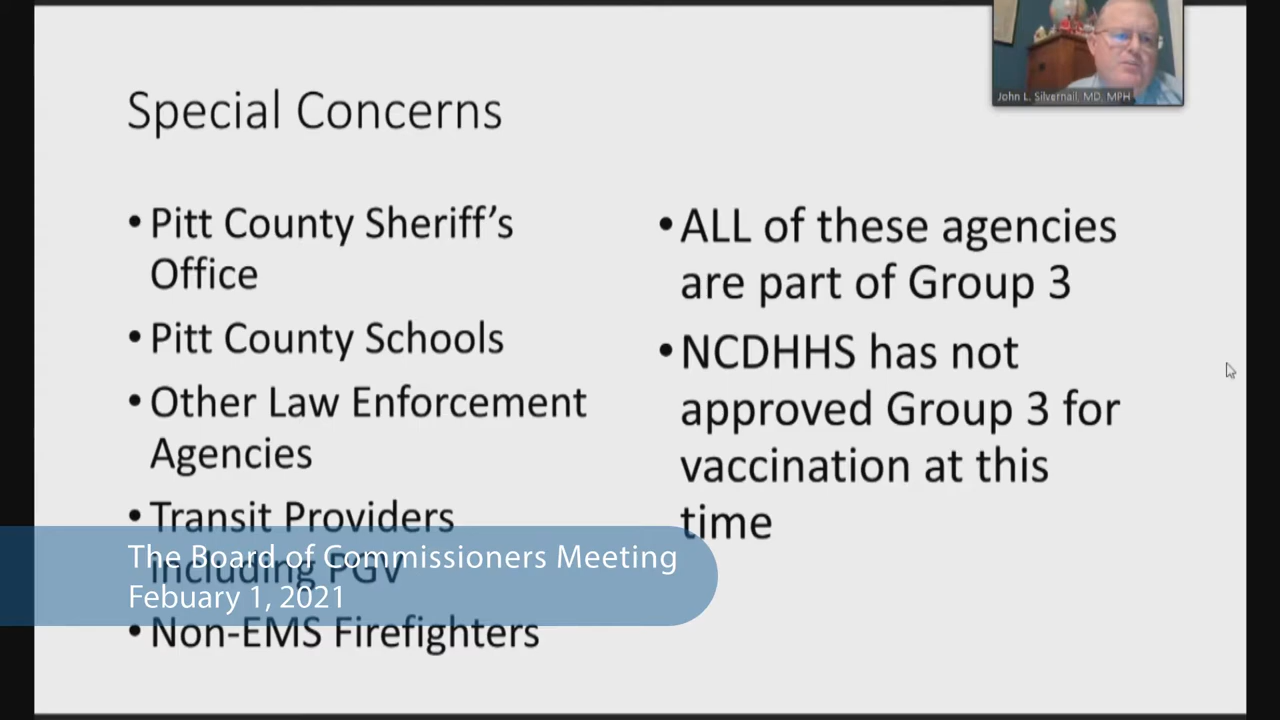 John L. Silvernail, MD, MPH
Special Concerns
• Pitt County Sheriff's
Office
• Pitt County Schools
• Other Law Enforcement
Agencies
• Transit Providers
including PGV
• Non-EMS Firefighters
• ALL of these agencies
are part of Group 3
• NCDHHS has not
approved Group 3 for
vaccination at this
time
The Board of Commissioners Meeting
Febuary 1, 2021